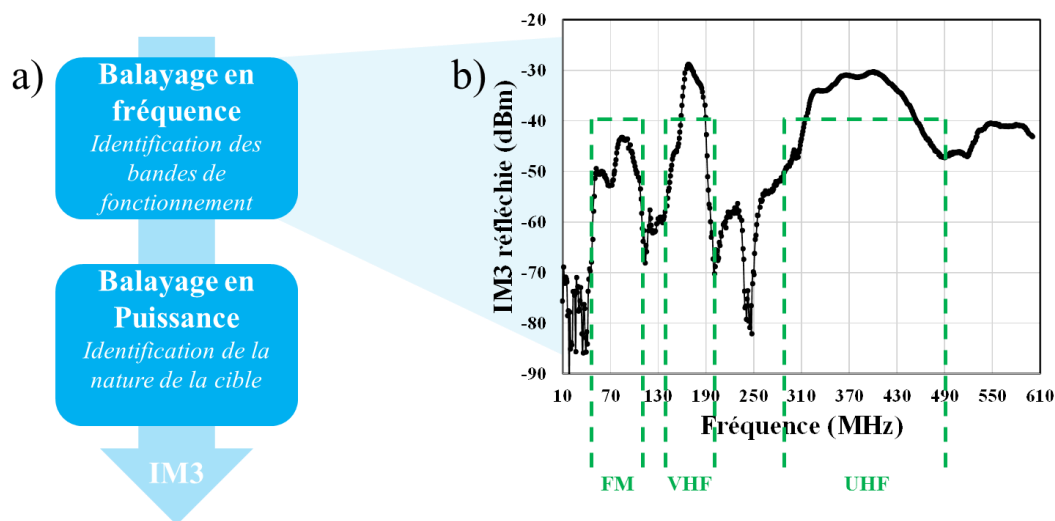 a)
Balayage en
fréquence
Identification des
bandes de
fonctionnement
Balayage en
Puissance
Identification de la
nature de la cible
IM3
b)
IM3 réfléchie (dBm)
-20
-30
-40
-50
-60
-70
-80
-90
10 70 130 190 250 310 370 430 490 550 610
Fréquence (MHz)
FM VHF UHF